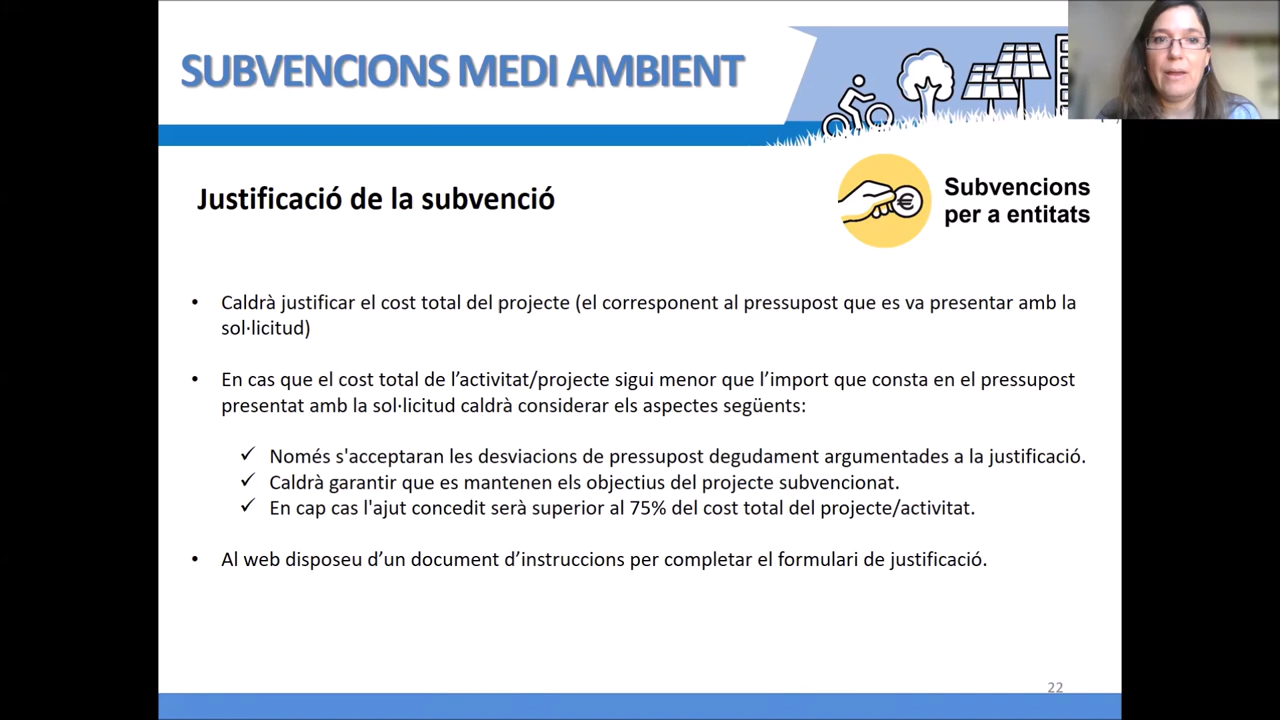 SUBVENCIONS MEDI AMBIENT
Justificació de la subvenció
Subvencions
per a entitats
• Caldrà justificar el cost total del projecte (el corresponent al pressupost que es va presentar amb la
sol·licitud)
• En cas que el cost total de l’activitat/projecte sigui menor que l’import que consta en el pressupost
presentat amb la sol·licitud caldrà considerar els aspectes següents:
✓ Només s'acceptaran les desviacions de pressupost degudament argumentades a la justificació.
✓ Caldrà garantir que es mantenen els objectius del projecte subvencionat.
✓ En cap cas l'ajut concedit serà superior al 75% del cost total del projecte/activitat.
• Al web disposeu d’un document d’instruccions per completar el formulari de justificació.
22